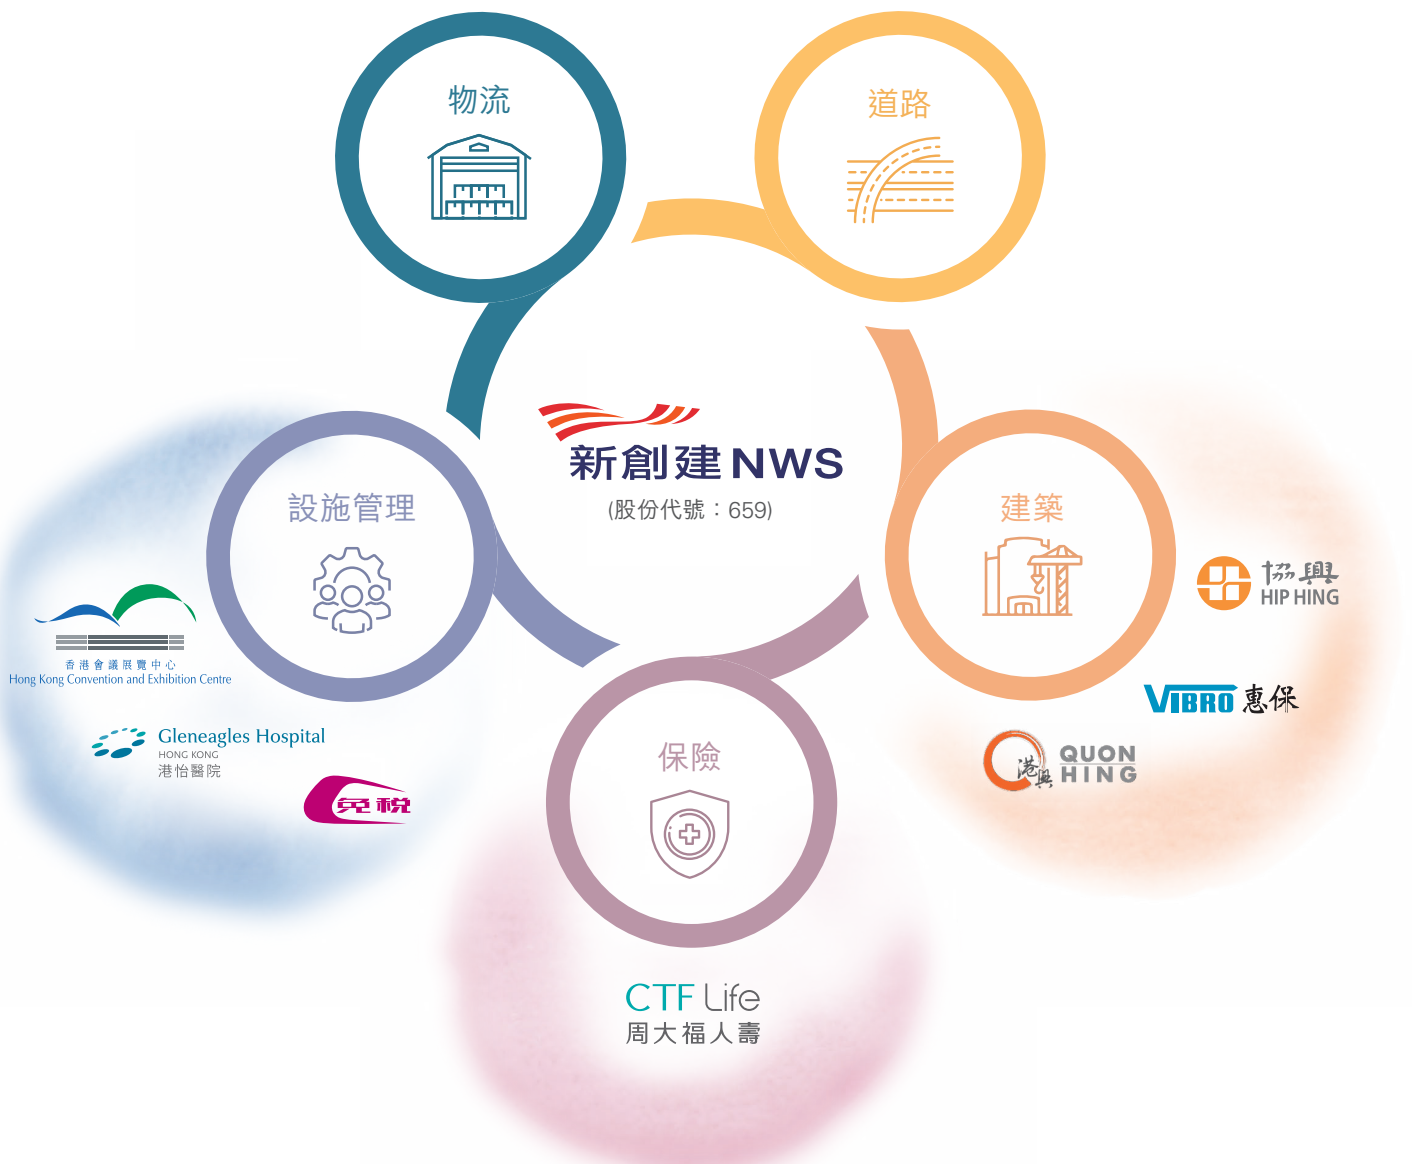 物流
道路
新創建 NWS
(股份代號：659)
設施管理
建築
香港會議展覽中心
Hong Kong Convention and Exhibition Centre
Gleneagles Hospital
HONG KONG
港怡醫院
免稅
協興
HIP HING
VIBRO 惠保
港興
QUON
HING
保險
CTF Life
周大福人壽